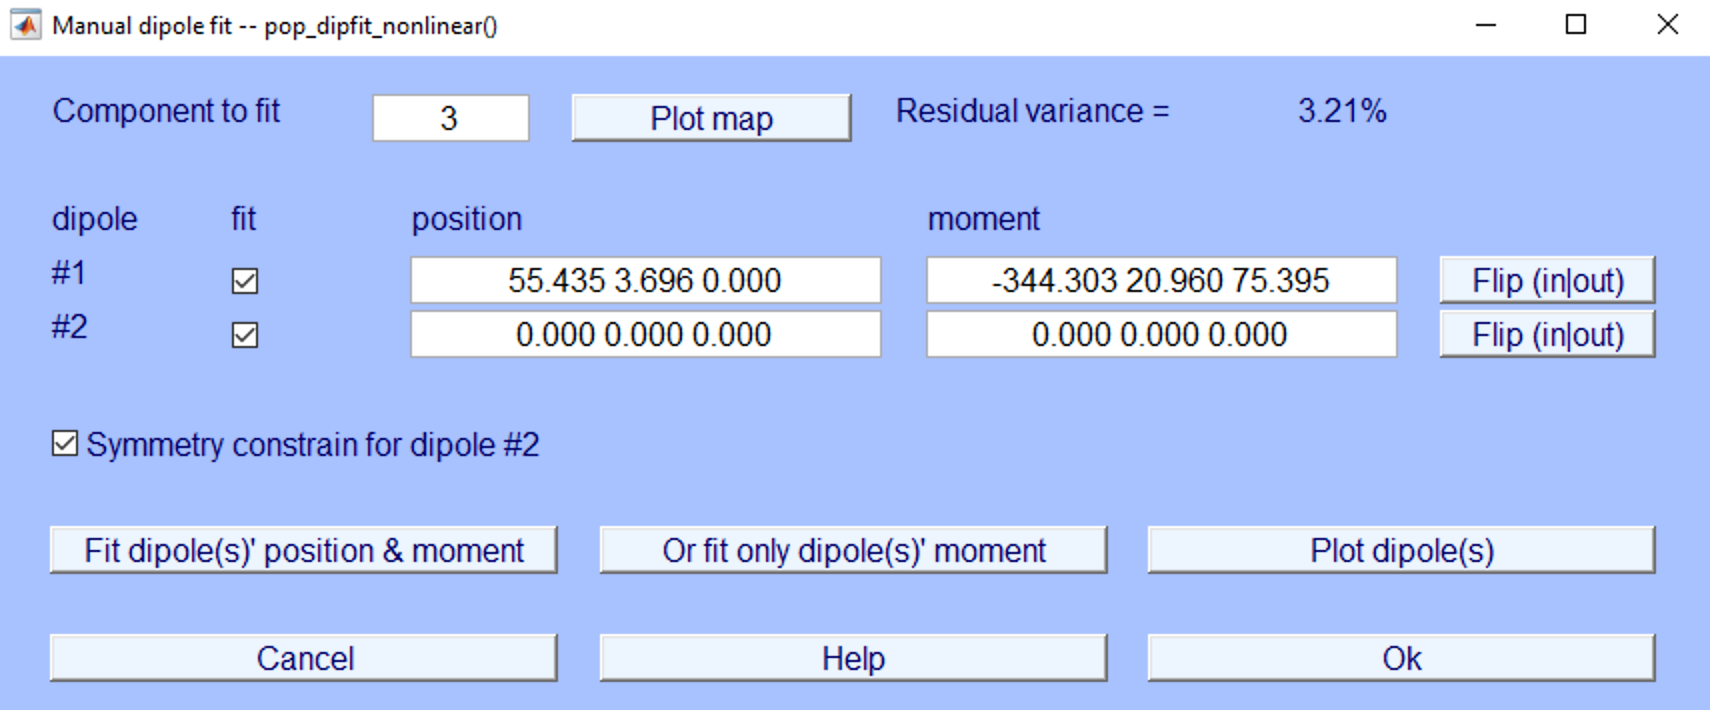 Manual dipole fit -- pop_dipfit_nonlinear()
Component to fit 3 Plot map Residual variance = 3.21%
dipole fit position moment
#1 55.435 3.696 0.000 -344.303 20.960 75.395 Flip (in|out)
#2 0.000 0.000 0.000 0.000 0.000 0.000 Flip (in|out)
Symmetry constrain for dipole #2
Fit dipole(s)' position & moment Or fit only dipole(s)' moment Plot dipole(s)
Cancel Help Ok